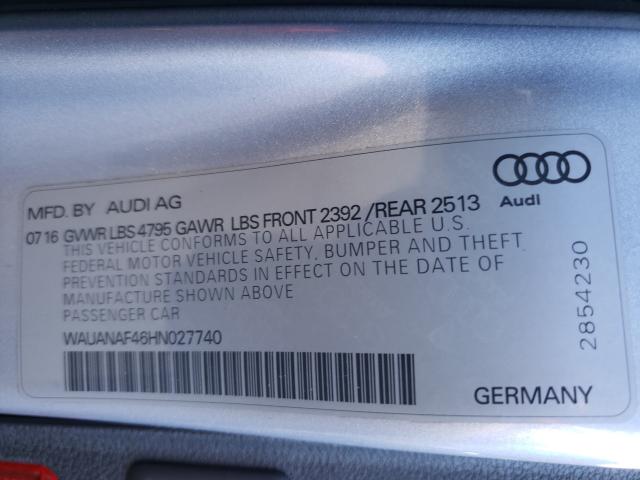 MFD. BY AUDI AG
Audi
07 16 GVWR LBS 4795 GAWR LBS FRONT 2392 / REAR 2513
THIS VEHICLE CONFORMS TO ALL APPLICABLE U.S.
FEDERAL MOTOR VEHICLE SAFETY, BUMPER AND THEFT
PREVENTION STANDARDS IN EFFECT ON THE DATE OF
MANUFACTURE SHOWN ABOVE
PASSENGER CAR
WAUANAF46HN027740
2854230
GERMANY